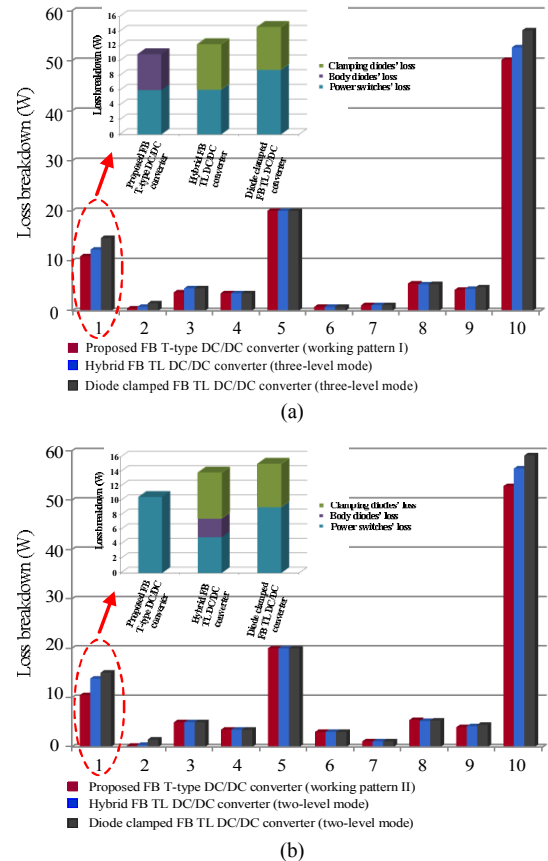 60
50
40
30
20
10
0
Loss breakdown (W)
16
14
12
10
8
6
4
2
0
Loss breakdown (W)
Proposed FB
T-type DC/DC
converter
Hybrid FB
TL DC/DC
converter
Diode clamped
FB TL DC/DC
converter
Clamping diodes' loss
Body diodes' loss
Power switches' loss
1 2 3 4 5 6 7 8 9 10
Proposed FB T-type DC/DC converter (working pattern I)
Hybrid FB TL DC/DC converter (three-level mode)
Diode clamped FB TL DC/DC converter (three-level mode)
(a)
60
50
40
30
20
10
0
Loss breakdown (W)
16
14
12
10
8
6
4
2
0
Loss breakdown (W)
Proposed FB
T-type DC/DC
converter
Hybrid FB
TL DC/DC
converter
Diode clamped
FB TL DC/DC
converter
Clamping diodes' loss
Body diodes' loss
Power switches' loss
1 2 3 4 5 6 7 8 9 10
Proposed FB T-type DC/DC converter (working pattern II)
Hybrid FB TL DC/DC converter (two-level mode)
Diode clamped FB TL DC/DC converter (two-level mode)
(b)